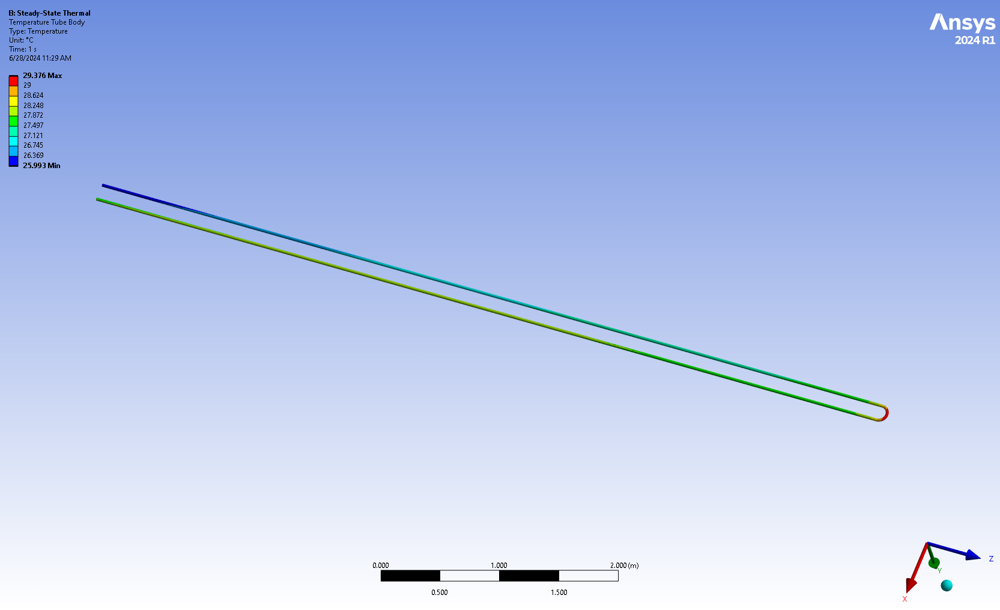 B: Steady-State Thermal
Temperature Tube Body
Type: Temperature
Unit: °C
Time: 1 s
6/28/2024 11:29 AM
Ansys
2024 R1
29.376 Max
29
28.624
28.248
27.872
27.497
27.121
26.745
26.369
25.993 Min
0.000 1.000 2.000 (m)
0.500 1.500
Z
Y
X